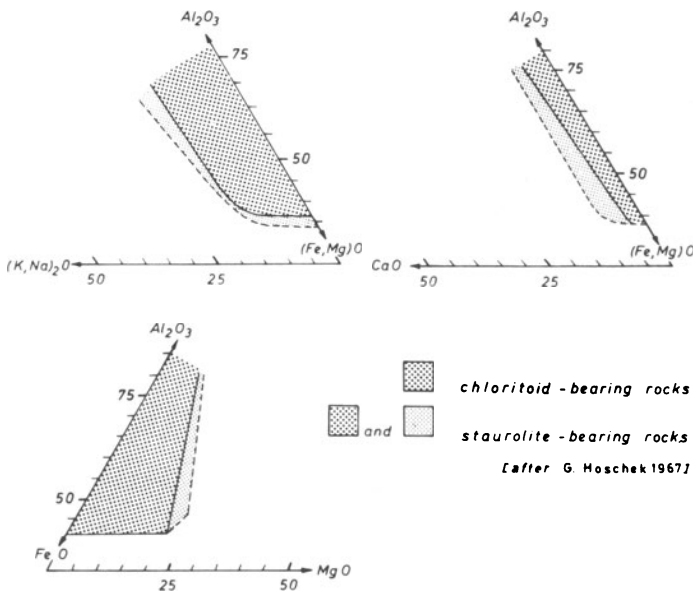 Al₂O₃
75
50
(Fe,Mg)O
(K,Na)₂O
50
25
Al₂O₃
75
50
(Fe,Mg)O
CaO
50
25
Al₂O₃
75
50
FeO
25
50
MgO
chloritoid-bearing rocks
and
staurolite-bearing rocks
[after G. Hoschek 1967]